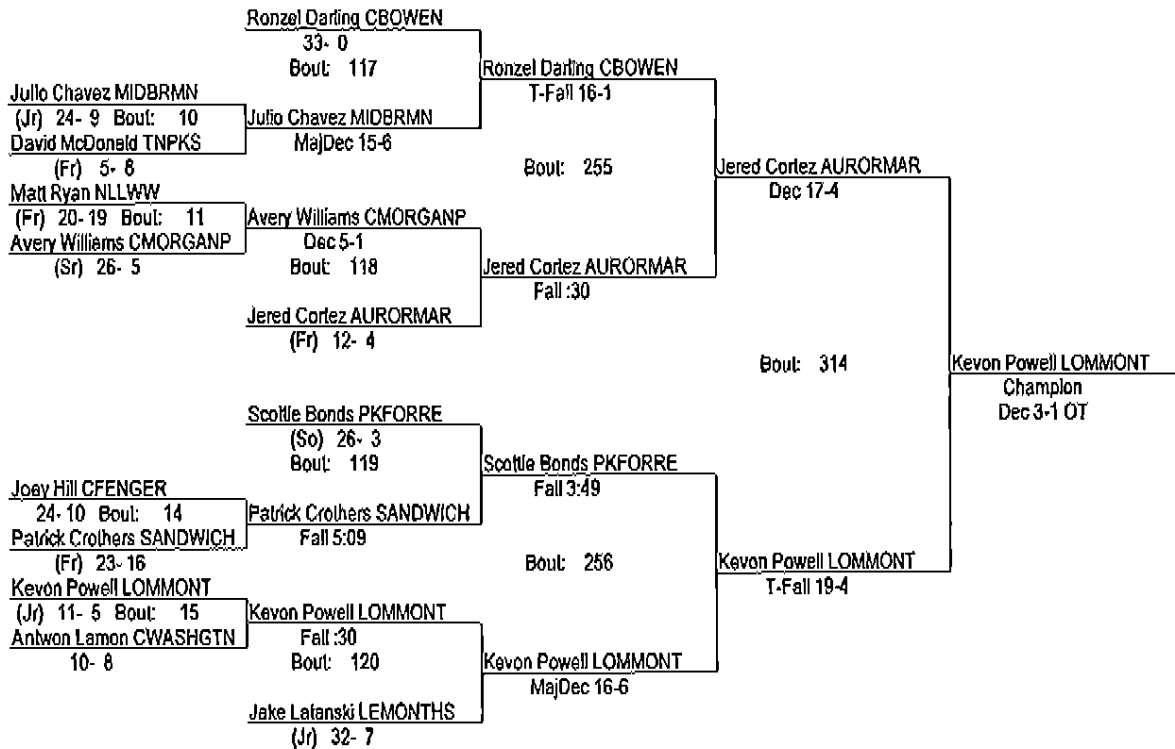 Ronzel Darling CBOWEN
33- 0
Bout: 117
Ronzel Darling CBOWEN
T-Fall 16-1
Julio Chavez MIDBRMN
(Jr) 24- 9 Bout: 10
Julio Chavez MIDBRMN
MajDec 15-6
David McDonald TNPKS
(Fr) 5- 8
Bout: 255
Jered Cortez AURORMAR
Dec 17-4
Matt Ryan NLLWW
(Fr) 20- 19 Bout: 11
Avery Williams CMORGANP
Dec 5-1
Avery Williams CMORGANP
(Sr) 26- 5
Bout: 118
Jered Cortez AURORMAR
Fall :30
Jered Cortez AURORMAR
(Fr) 12- 4
Bout: 314
Kevon Powell LOMMONT
Champion
Dec 3-1 OT
Scottie Bonds PKFORRE
(So) 26- 3
Bout: 119
Scottie Bonds PKFORRE
Fall 3:49
Joey Hill CFENGER
24- 10 Bout: 14
Patrick Crothers SANDWICH
Fall 5:09
Patrick Crothers SANDWICH
(Fr) 23- 16
Bout: 256
Kevon Powell LOMMONT
T-Fall 19-4
Kevon Powell LOMMONT
(Jr) 11- 5 Bout: 15
Kevon Powell LOMMONT
Fall :30
Antwon Lamon CWASHGTN
10- 8
Bout: 120
Kevon Powell LOMMONT
MajDec 16-6
Jake Latanski LEMONTHS
(Jr) 32- 7